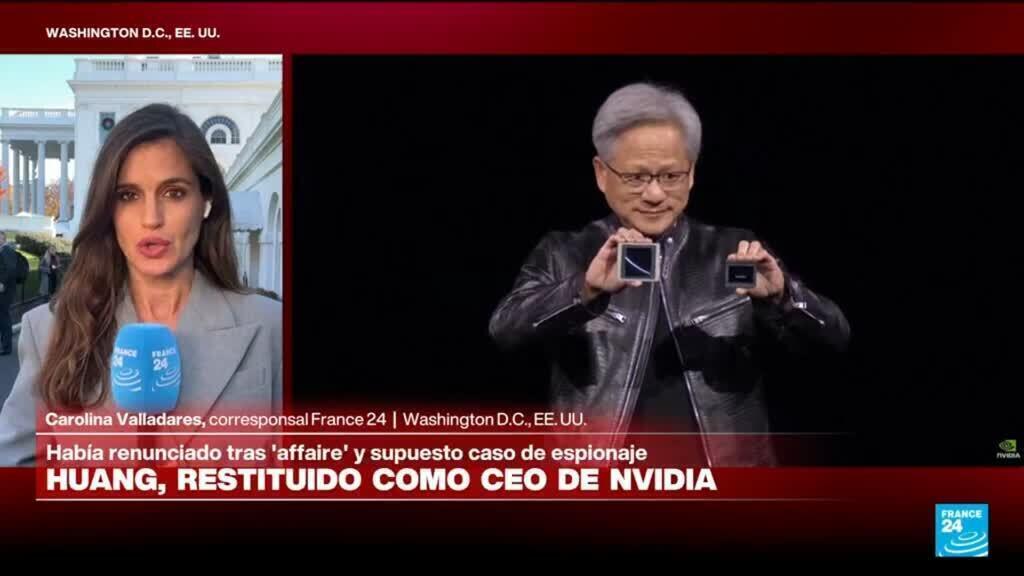 WASHINGTON D.C., EE. UU.
FRANCE 24
FRANCE 24
Carolina Valladares, corresponsal France 24 | Washington D.C., EE. UU.
Había renunciado tras 'affaire' y supuesto caso de espionaje
HUANG, RESTITUIDO COMO CEO DE NVIDIA
NVIDIA
FRANCE 24